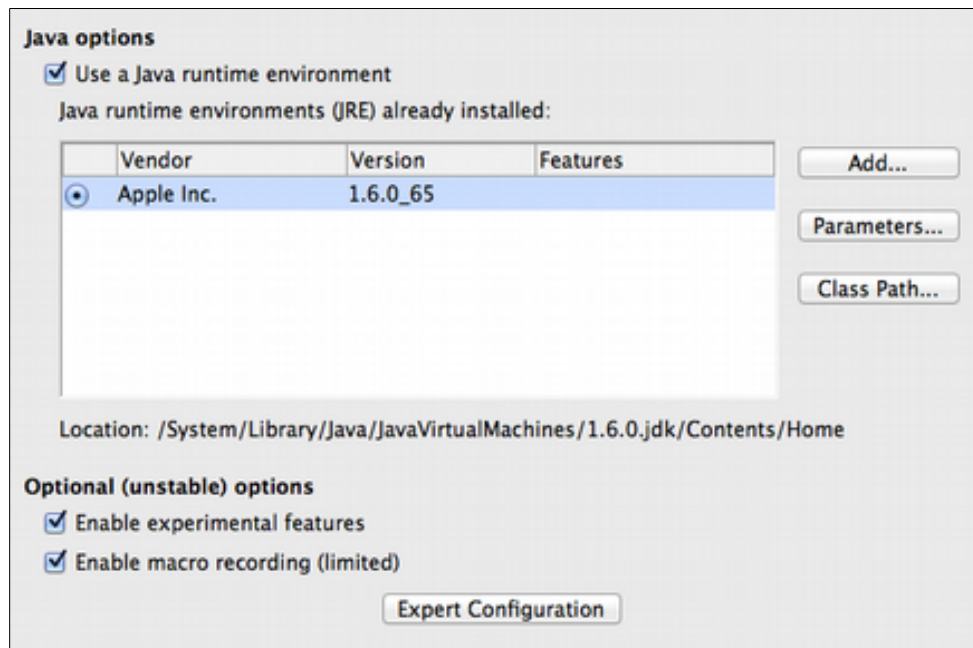 Java options
Use a Java runtime environment
Java runtime environments (JRE) already installed:
Vendor Version Features
Apple Inc. 1.6.0_65
Add...
Parameters...
Class Path...
Location: /System/Library/Java/JavaVirtualMachines/1.6.0.jdk/Contents/Home
Optional (unstable) options
Enable experimental features
Enable macro recording (limited)
Expert Configuration